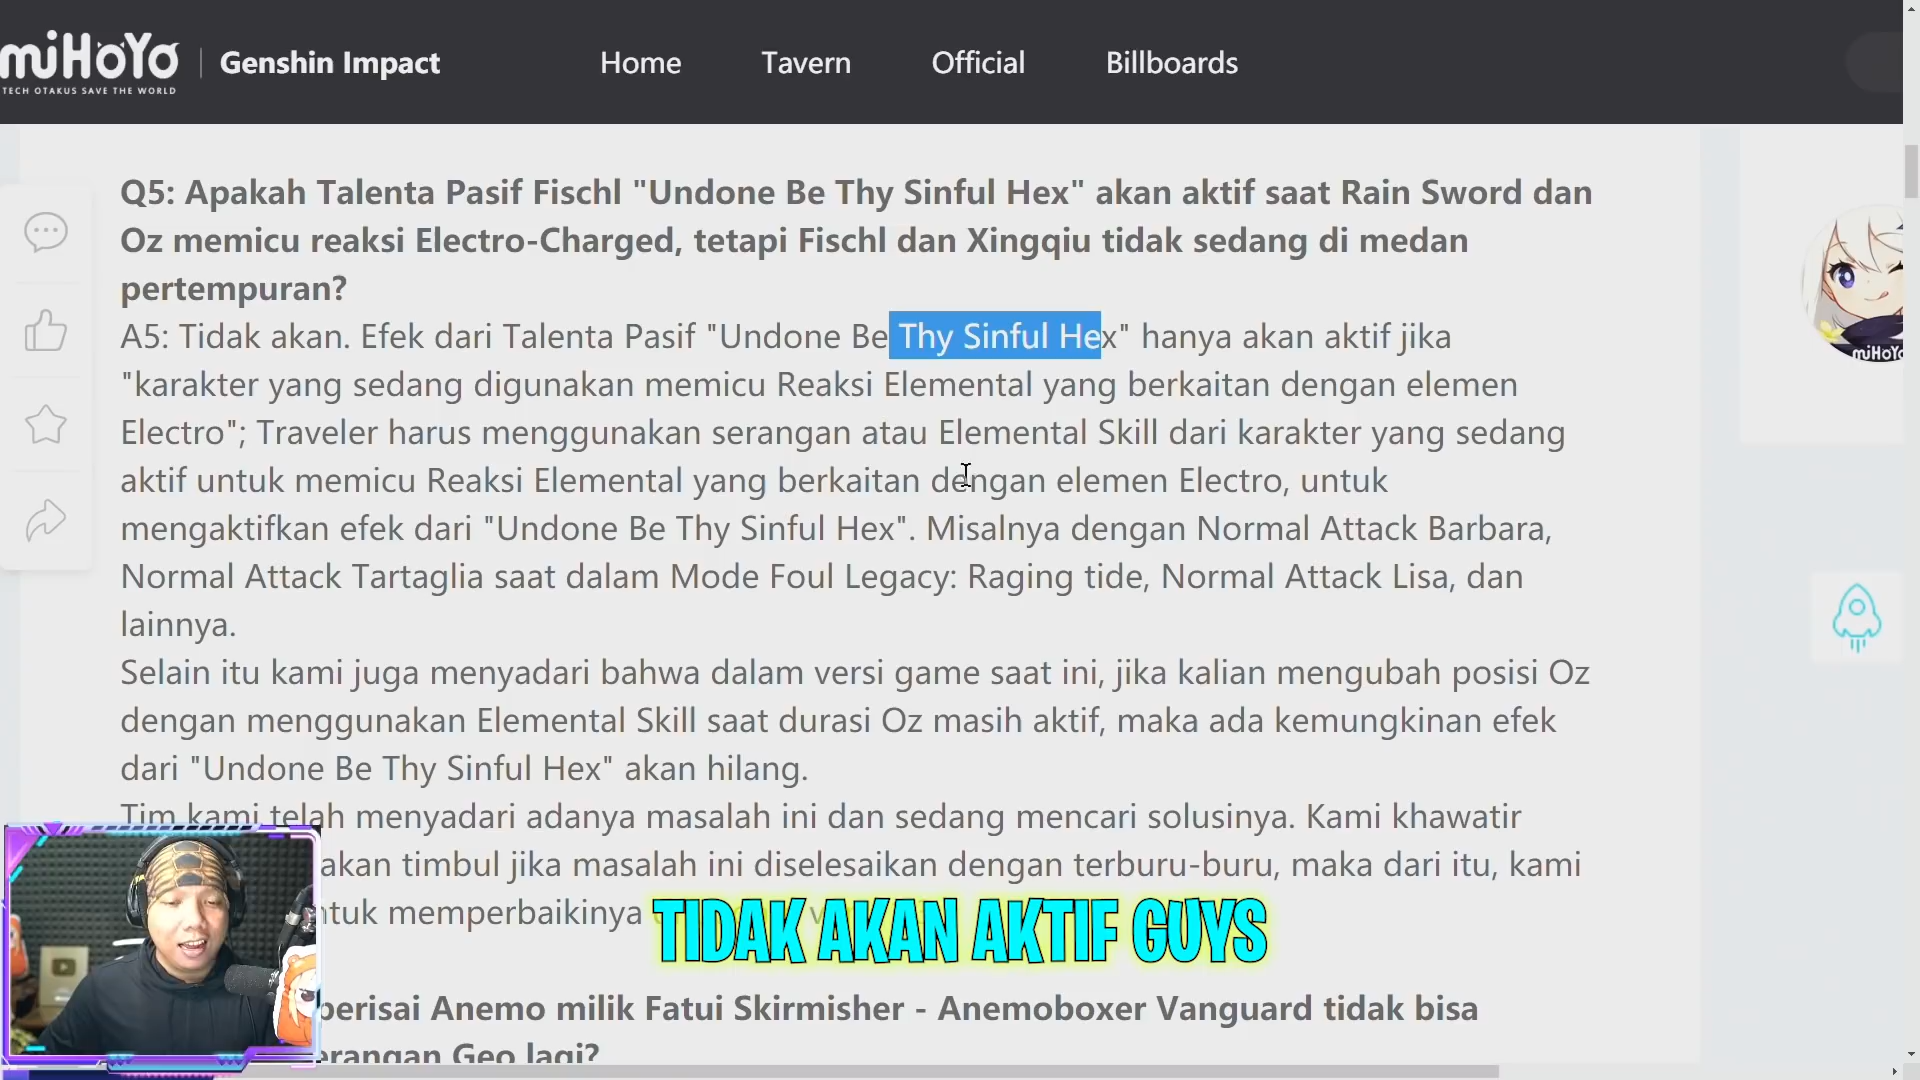 miHoYo
TECH OTAKUS SAVE THE WORLD
Genshin Impact
Home
Tavern
Official
Billboards
Q5: Apakah Talenta Pasif Fischl "Undone Be Thy Sinful Hex" akan aktif saat Rain Sword dan
Oz memicu reaksi Electro-Charged, tetapi Fischl dan Xingqiu tidak sedang di medan
pertempuran?
A5: Tidak akan. Efek dari Talenta Pasif "Undone Be Thy Sinful Hex" hanya akan aktif jika
"karakter yang sedang digunakan memicu Reaksi Elemental yang berkaitan dengan elemen
Electro"; Traveler harus menggunakan serangan atau Elemental Skill dari karakter yang sedang
aktif untuk memicu Reaksi Elemental yang berkaitan dengan elemen Electro, untuk
mengaktifkan efek dari "Undone Be Thy Sinful Hex". Misalnya dengan Normal Attack Barbara,
Normal Attack Tartaglia saat dalam Mode Foul Legacy: Raging tide, Normal Attack Lisa, dan
lainnya.
Selain itu kami juga menyadari bahwa dalam versi game saat ini, jika kalian mengubah posisi Oz
dengan menggunakan Elemental Skill saat durasi Oz masih aktif, maka ada kemungkinan efek
dari "Undone Be Thy Sinful Hex" akan hilang.
Tim kami telah menyadari adanya masalah ini dan sedang mencari solusinya. Kami khawatir
akan timbul jika masalah ini diselesaikan dengan terburu-buru, maka dari itu, kami
ntuk memperbaikinya
TIDAK AKAN AKTIF GUYS
perisai Anemo milik Fatui Skirmisher - Anemoboxer Vanguard tidak bisa
erangan Geo lagi?
miHoYo